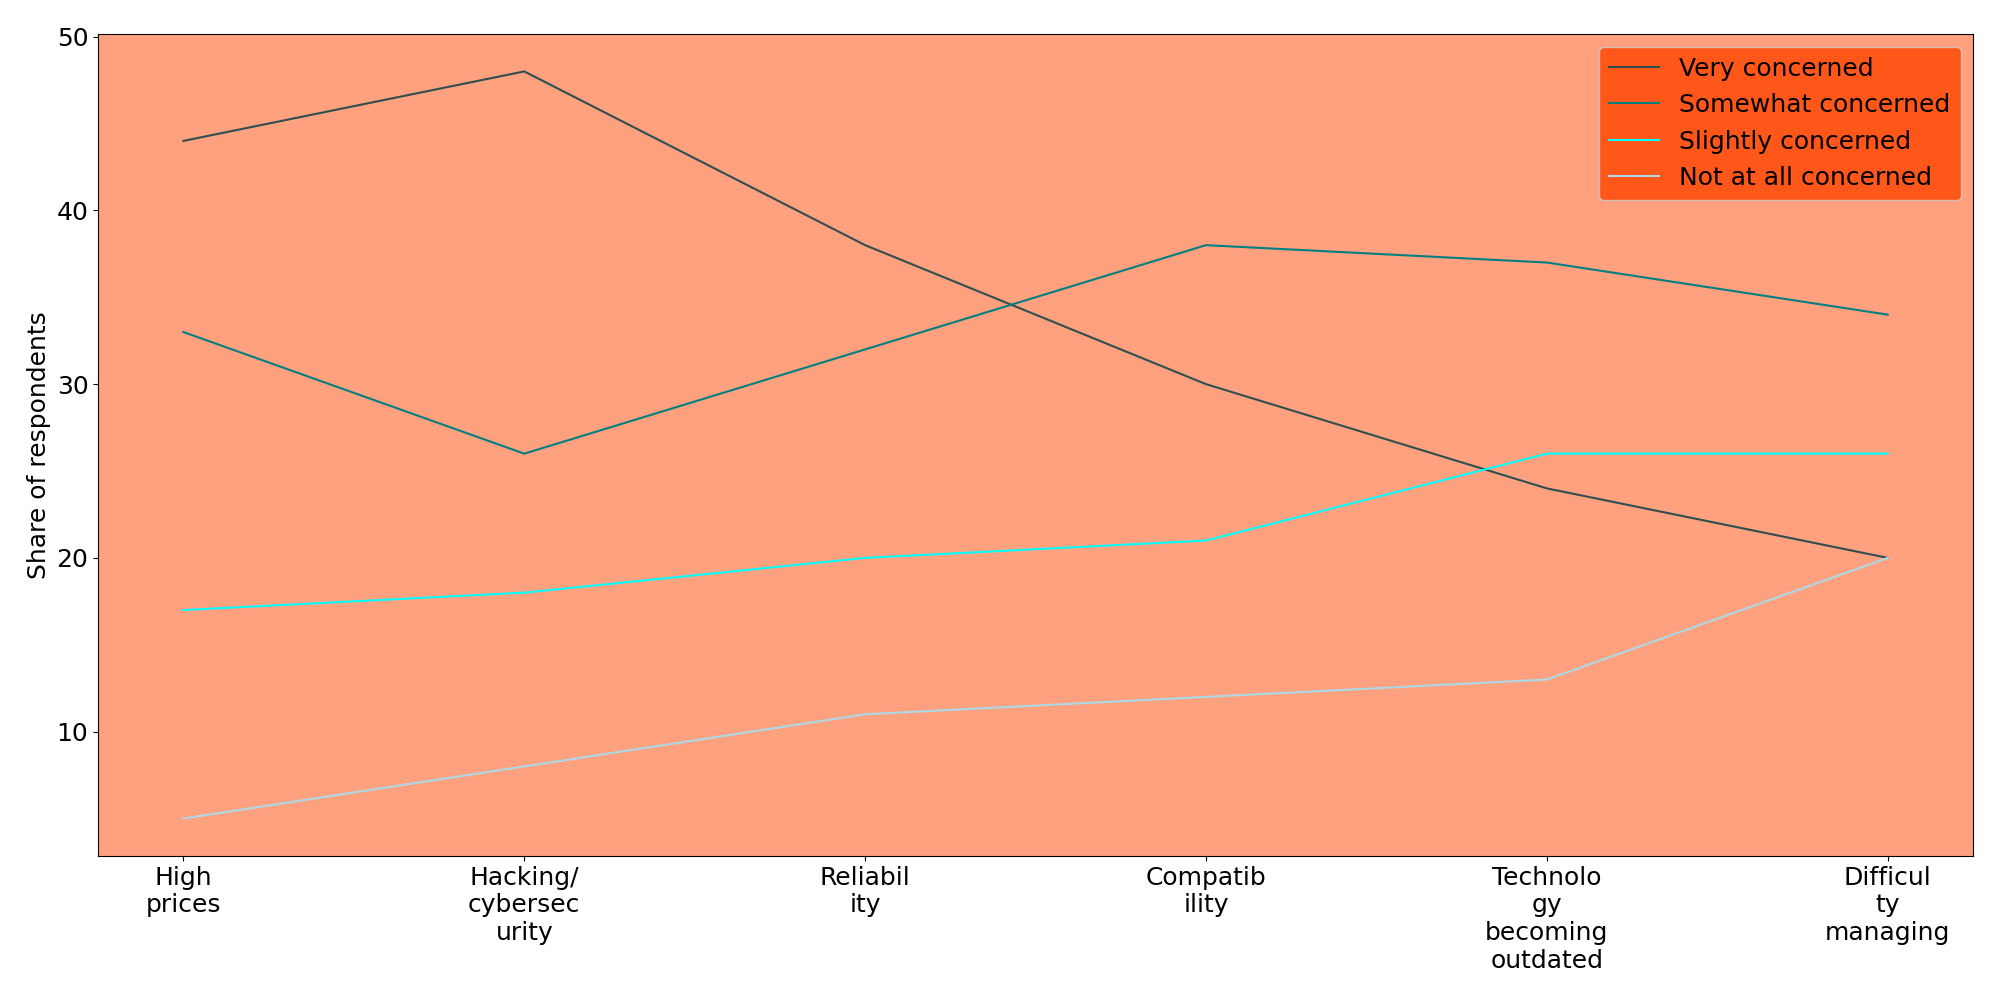 50
40
30
20
10
Share of respondents
Very concerned
Somewhat concerned
Slightly concerned
Not at all concerned
High
prices
Hacking/
cybersec
urity
Reliabil
ity
Compatib
ility
Technolo
gy
becoming
outdated
Difficul
ty
managing